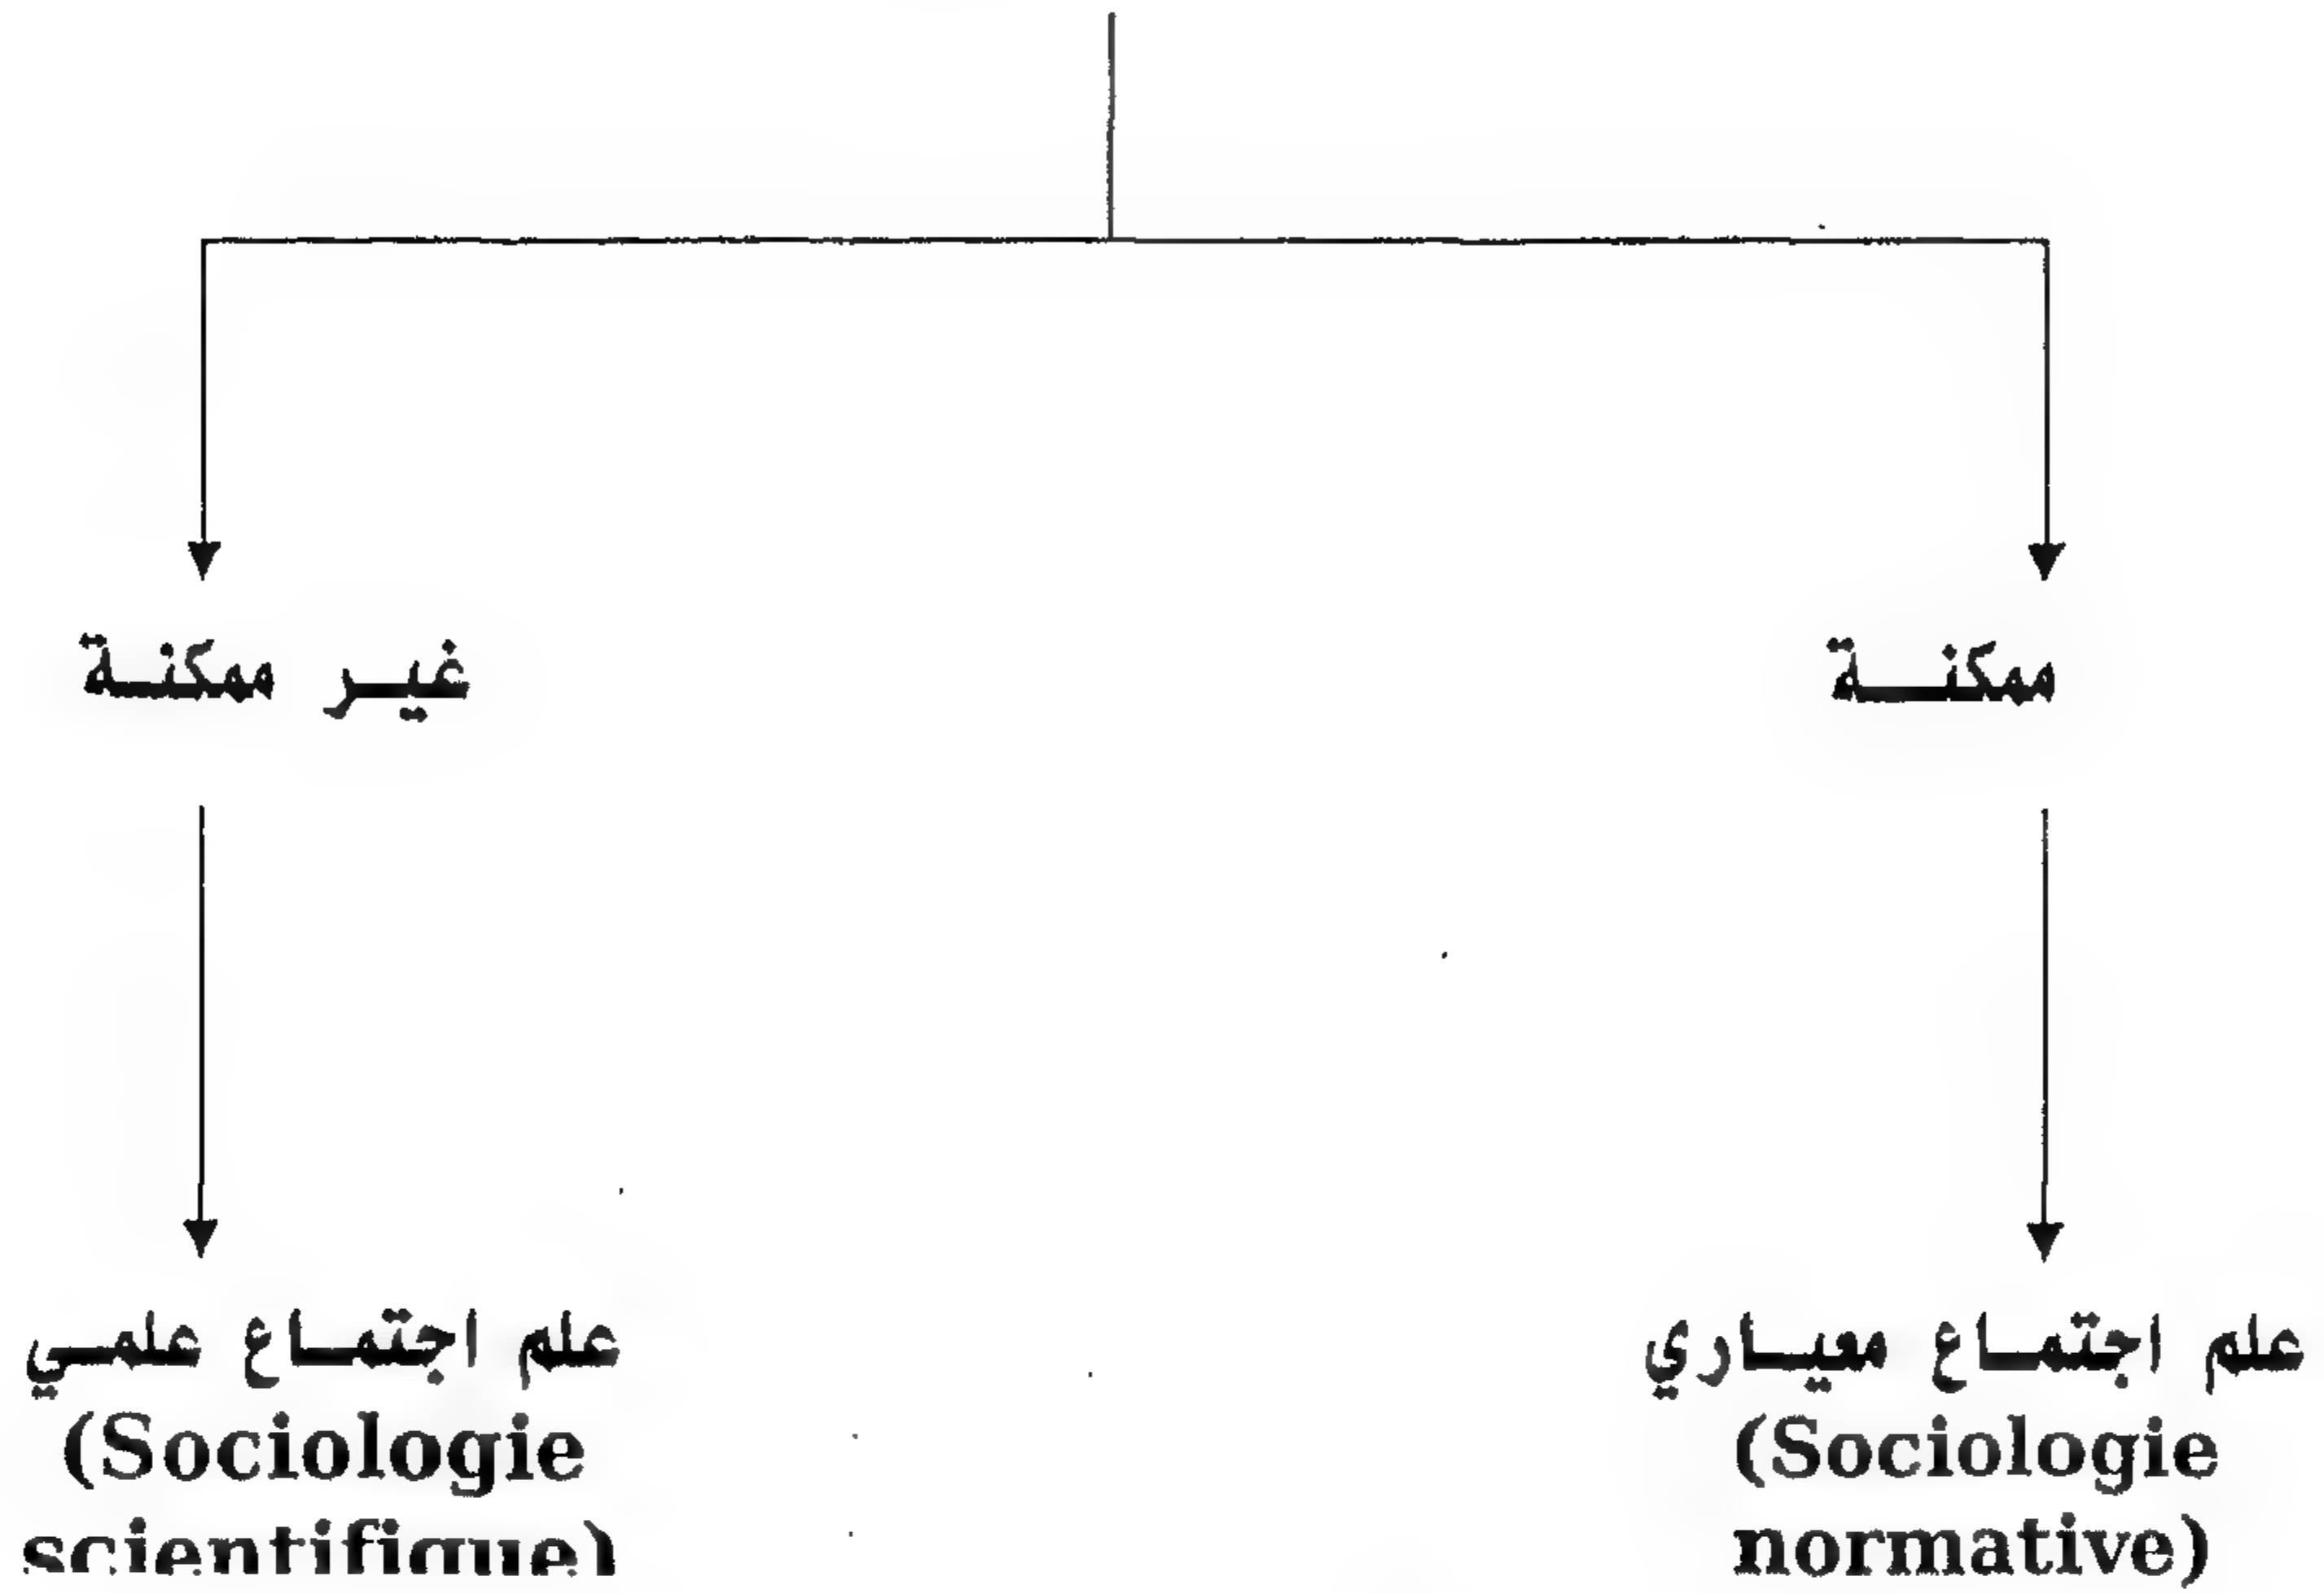 ممكنة
غير ممكنة
علم اجتماع معياري
(Sociologie
normative)
علم اجتماع علمي
(Sociologie
scientifique)